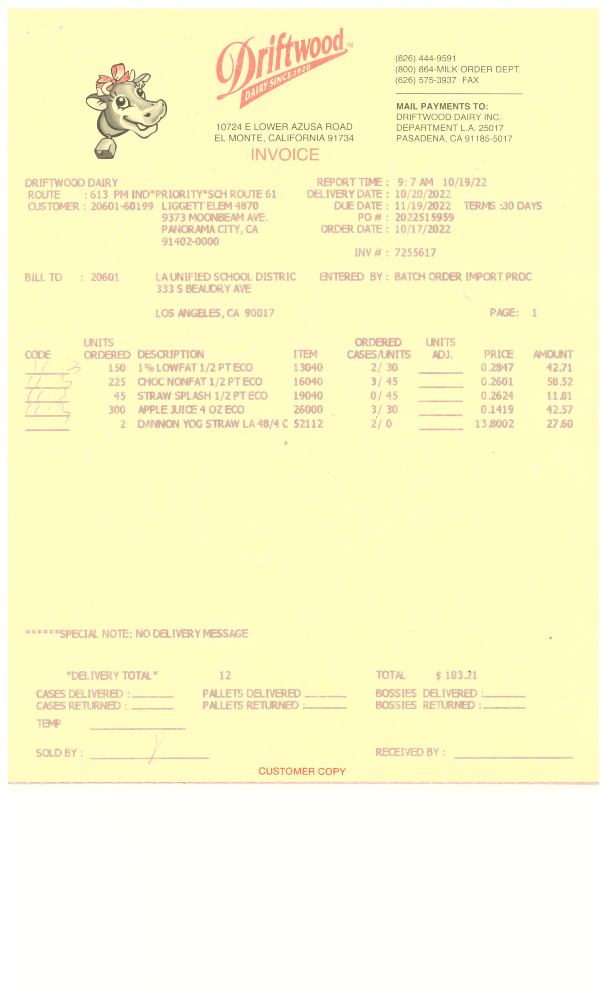 Driftwood™
DAIRY SINCE 1920
(626) 444-9591
(800) 864-MILK ORDER DEPT.
(626) 575-3937 FAX
MAIL PAYMENTS TO:
DRIFTWOOD DAIRY INC.
DEPARTMENT L.A. 25017
PASADENA, CA 91185-5017
10724 E LOWER AZUSA ROAD
EL MONTE, CALIFORNIA 91734
INVOICE
DRIFTWOOD DAIRY REPORT TIME : 9: 7 AM 10/19/22
ROUTE : 613 PM IND*PRIORITY*SCH ROUTE 61 DELIVERY DATE : 10/20/2022
CUSTOMER : 20601-60199 LIGGETT ELEM 4870 DUE DATE : 11/19/2022 TERMS :30 DAYS
9373 MOONBEAM AVE. PO # : 2022515959
PANORAMA CITY, CA ORDER DATE : 10/17/2022
91402-0000
INV # : 7255617
BILL TO : 20601 LA UNIFIED SCHOOL DISTRIC ENTERED BY : BATCH ORDER IMPORT PROC
333 S BEAUDRY AVE
LOS ANGELES, CA 90017 PAGE: 1
UNITS ORDERED UNITS
CODE ORDERED DESCRIPTION ITEM CASES/UNITS ADJ. PRICE AMOUNT
11-3 150 1% LOWFAT 1/2 PT ECO 13040 2/ 30 0.2847 42.71
11-3 225 CHOC NONFAT 1/2 PT ECO 16040 3/ 45 0.2601 58.52
11-3 45 STRAW SPLASH 1/2 PT ECO 19040 0/ 45 0.2624 11.81
11-3 300 APPLE JUICE 4 OZ ECO 26000 3/ 30 0.1419 42.57
2 DANNON YOG STRAW LA 48/4 C 52112 2/ 0 13.8002 27.60
******SPECIAL NOTE: NO DELIVERY MESSAGE
*DELIVERY TOTAL* 12 TOTAL $ 183.21
CASES DELIVERED : PALLETS DELIVERED BOSSIES DELIVERED :
CASES RETURNED : PALLETS RETURNED : BOSSIES RETURNED :
TEMP
SOLD BY : RECEIVED BY :
CUSTOMER COPY